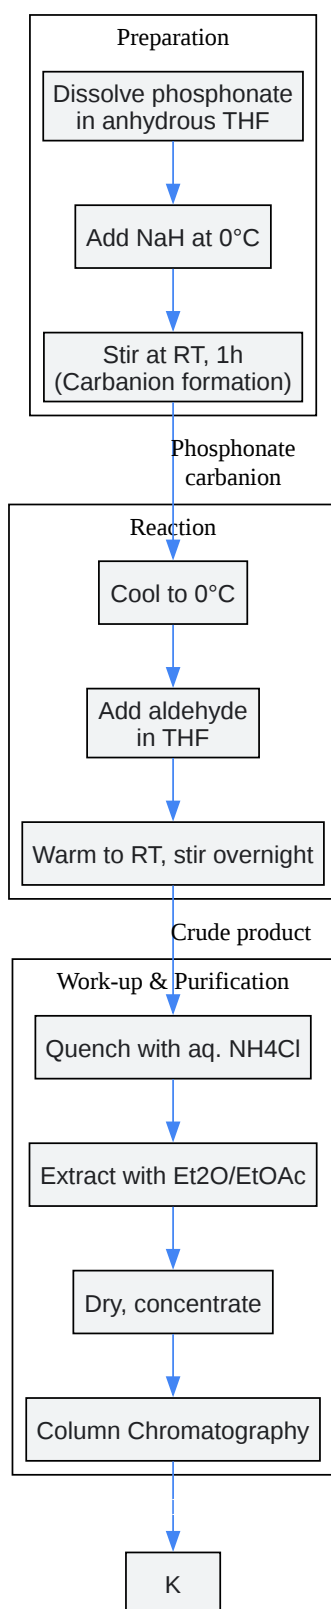 Preparation
Dissolve phosphonate
in anhydrous THF
Add NaH at 0°C
Stir at RT, 1h
(Carbanion formation)
Phosphonate
carbanion
Reaction
Cool to 0°C
Add aldehyde
in THF
Warm to RT, stir overnight
Crude product
Work-up & Purification
Quench with aq. NH4Cl
Extract with Et2O/EtOAc
Dry, concentrate
Column Chromatography
K